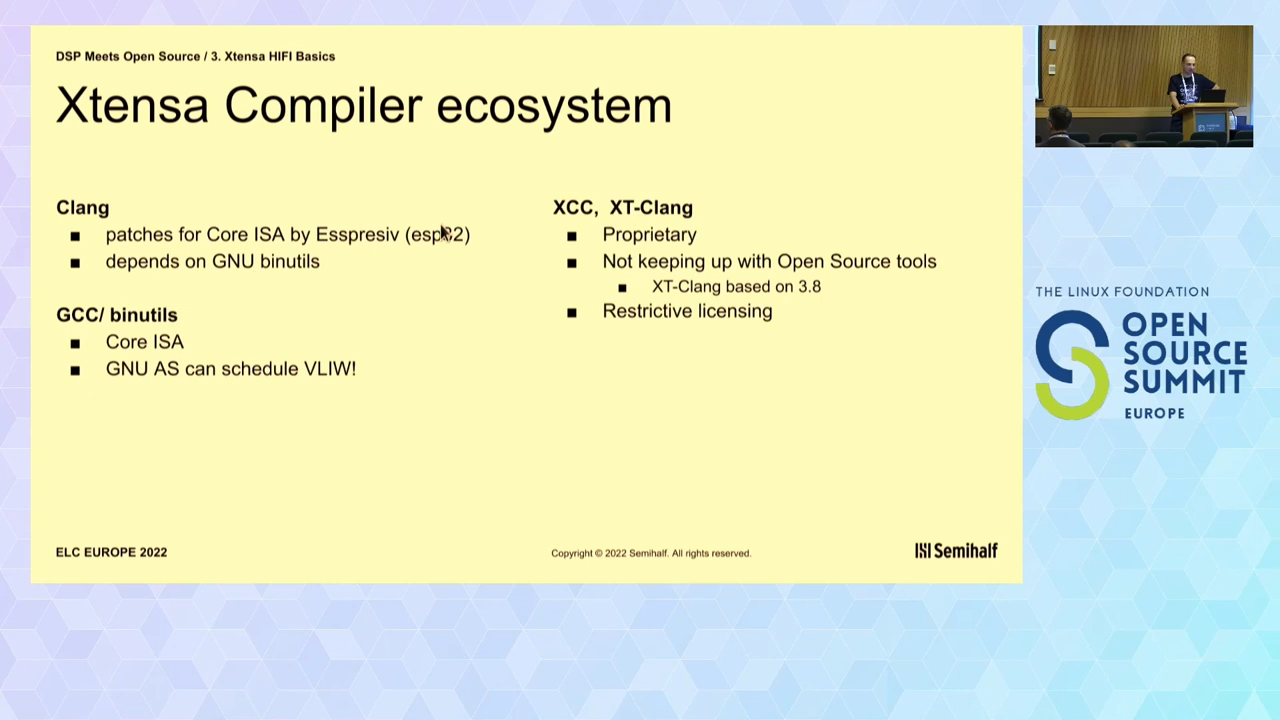 DSP Meets Open Source / 3. Xtensa HIFI Basics
Xtensa Compiler ecosystem
Clang
patches for Core ISA by Esspresiv (esp32)
depends on GNU binutils
GCC/ binutils
Core ISA
GNU AS can schedule VLIW!
XCC, XT-Clang
Proprietary
Not keeping up with Open Source tools
XT-Clang based on 3.8
Restrictive licensing
ELC EUROPE 2022
Copyright © 2022 Semihalf. All rights reserved.
Semihalf
THE LINUX FOUNDATION
OPEN
SOURCE
SUMMIT
EUROPE